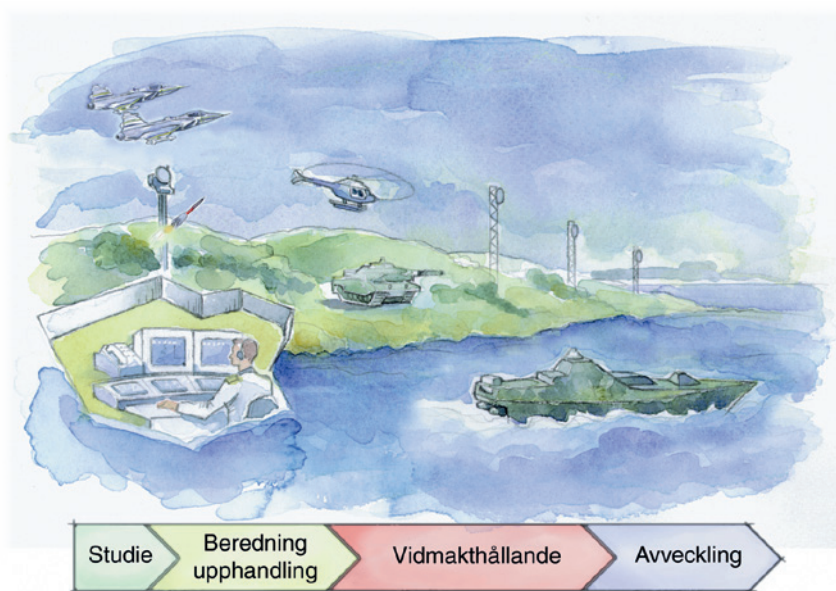 Studie
Beredning
upphandling
Vidmakthållande
Avveckling